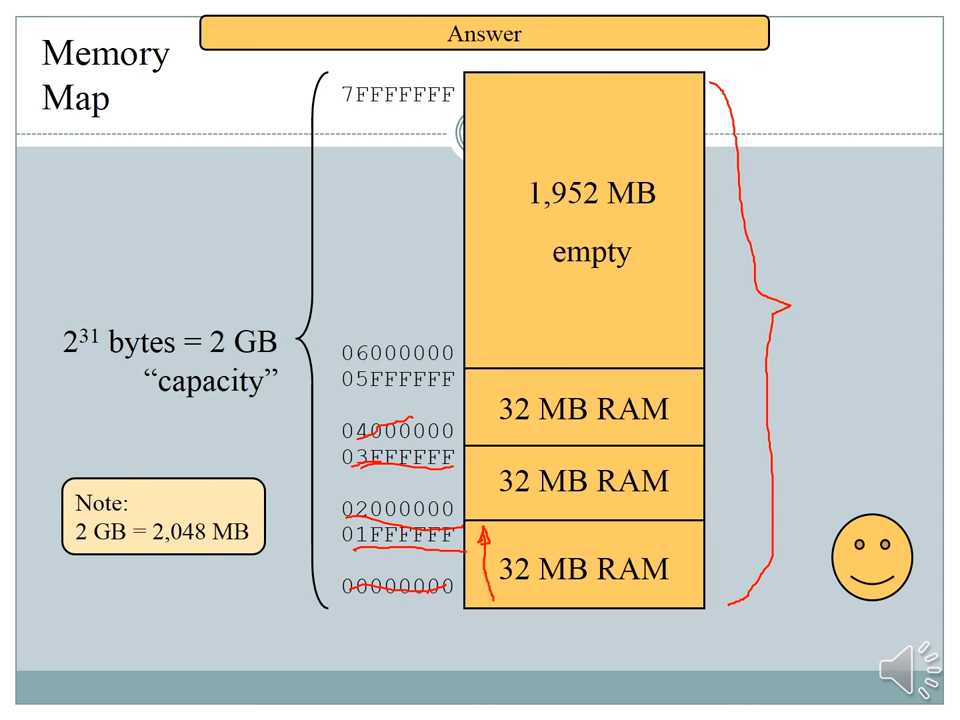 Answer
Memory
Map
7FFFFFFF
1,952 MB
empty
2³¹ bytes = 2 GB
“capacity”
06000000
05FFFFFF
32 MB RAM
04000000
03FFFFFF
32 MB RAM
02000000
01FFFFFF
32 MB RAM
00000000
Note:
2 GB = 2,048 MB